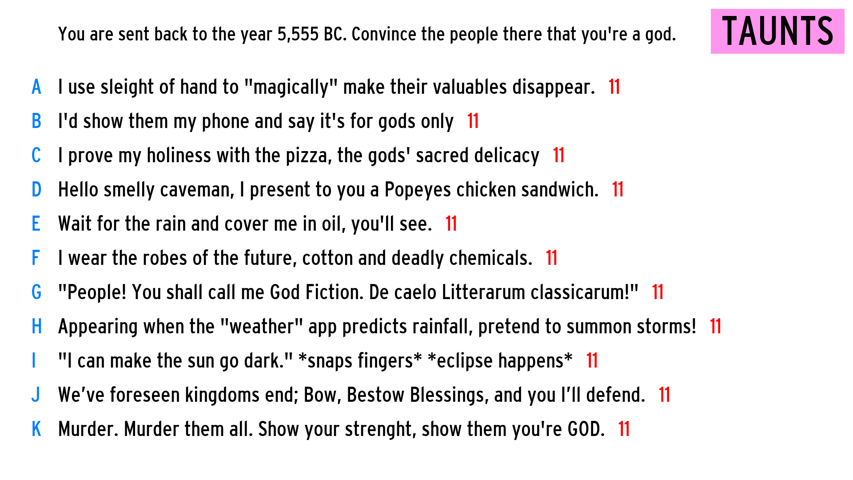 You are sent back to the year 5,555 BC. Convince the people there that you're a god.
TAUNTS
A I use sleight of hand to "magically" make their valuables disappear. 11
B I'd show them my phone and say it's for gods only 11
C I prove my holiness with the pizza, the gods' sacred delicacy 11
D Hello smelly caveman, I present to you a Popeyes chicken sandwich. 11
E Wait for the rain and cover me in oil, you'll see. 11
F I wear the robes of the future, cotton and deadly chemicals. 11
G "People! You shall call me God Fiction. De caelo Litterarum classicarum!" 11
H Appearing when the "weather" app predicts rainfall, pretend to summon storms! 11
I "I can make the sun go dark." *snaps fingers* *eclipse happens* 11
J We’ve foreseen kingdoms end; Bow, Bestow Blessings, and you I’ll defend. 11
K Murder. Murder them all. Show your strenght, show them you're GOD. 11